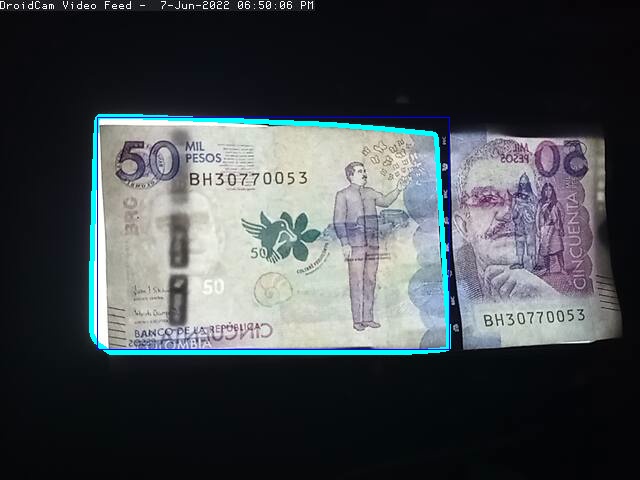 DroidCam Video Feed - 7-Jun-2022 06:50:06 PM
50 MIL
PESOS
BH30770053
50
50
BANCO DE LA REPÚBLICA
COLOMBIA
50 MIL
PESOS
CINCUENTA
BH30770053